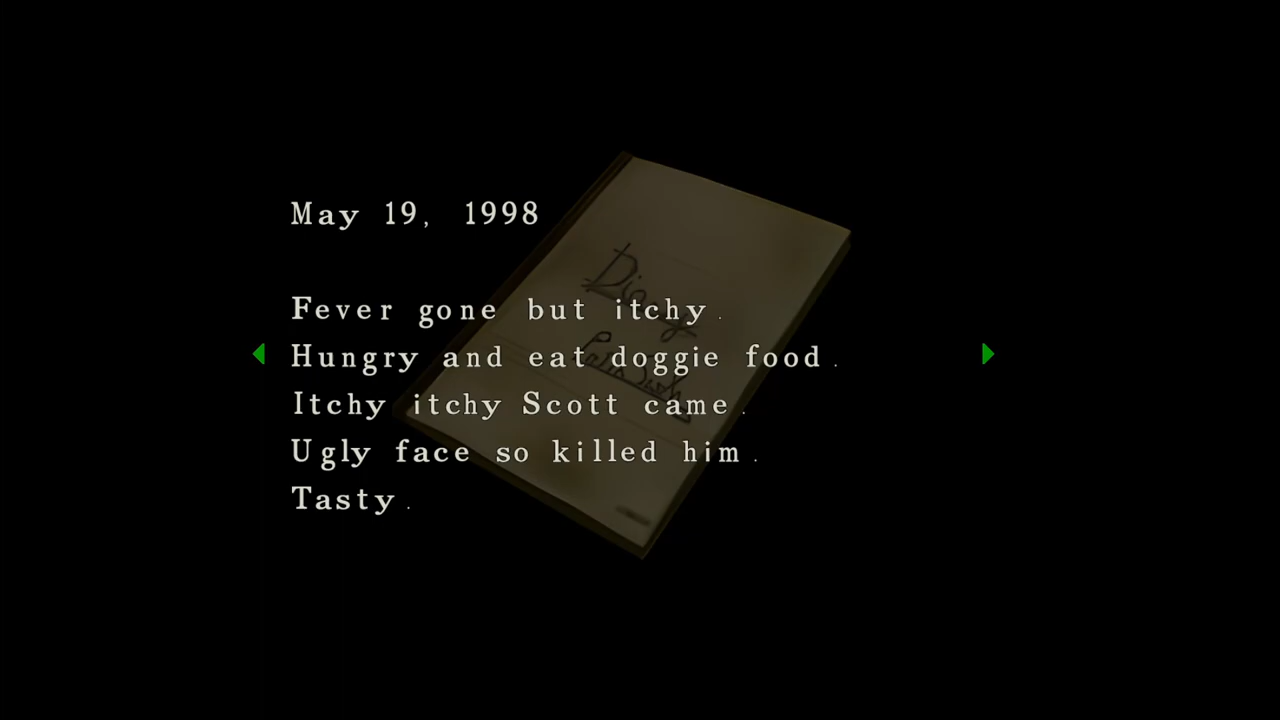 May 19, 1998
Fever gone but itchy.
Hungry and eat doggie food.
Itchy itchy Scott came.
Ugly face so killed him.
Tasty.
Diary